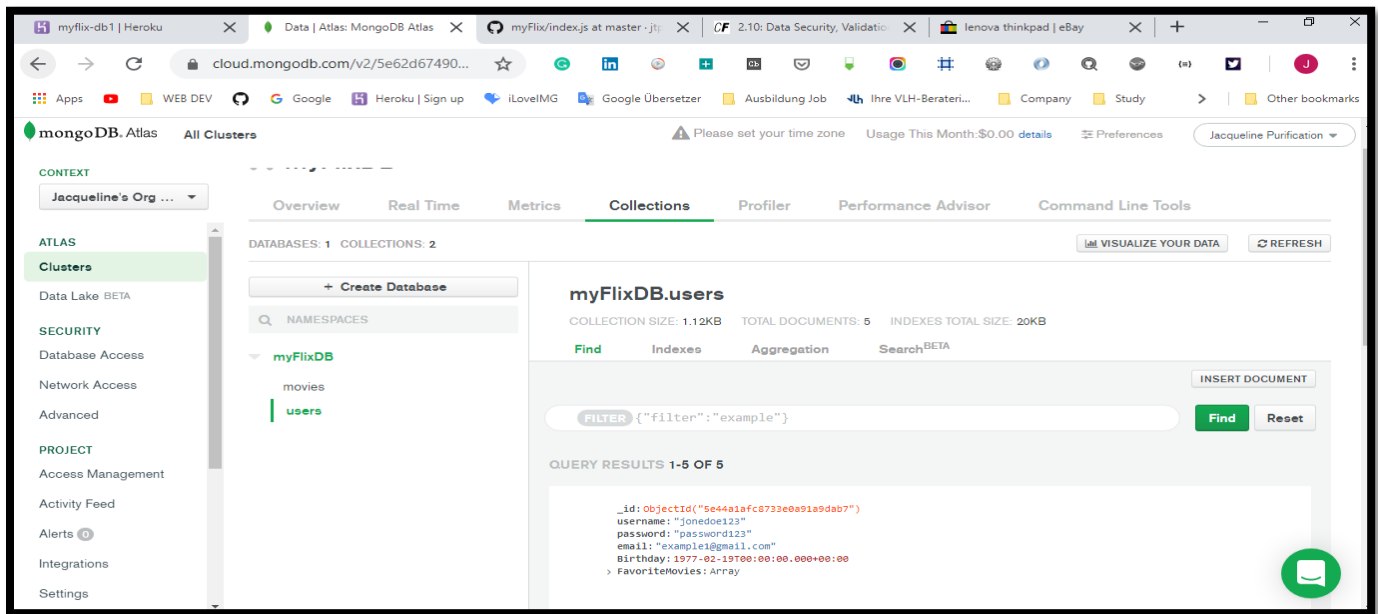 myflix-db1 | Heroku
Data | Atlas: MongoDB Atlas
myFlix/index.js at master · jtp
CF 2.10: Data Security, Validatio
lenova thinkpad | eBay
cloud.mongodb.com/v2/5e62d67490...
Apps
WEB DEV
Google
Heroku | Sign up
iLoveIMG
Google Übersetzer
Ausbildung Job
Ihre VLH-Berateri...
Company
Study
Other bookmarks
mongoDB. Atlas
All Clusters
Please set your time zone
Usage This Month:$0.00 details
Preferences
Jacqueline Purification
CONTEXT
Jacqueline's Org ...
Overview
Real Time
Metrics
Collections
Profiler
Performance Advisor
Command Line Tools
ATLAS
Clusters
Data Lake BETA
SECURITY
Database Access
Network Access
Advanced
PROJECT
Access Management
Activity Feed
Alerts 0
Integrations
Settings
DATABASES: 1 COLLECTIONS: 2
VISUALIZE YOUR DATA
REFRESH
+ Create Database
NAMESPACES
myFlixDB
movies
users
myFlixDB.users
COLLECTION SIZE: 1.12KB TOTAL DOCUMENTS: 5 INDEXES TOTAL SIZE: 20KB
Find
Indexes
Aggregation
Search BETA
INSERT DOCUMENT
FILTER {"filter":"example"}
Find
Reset
QUERY RESULTS 1-5 OF 5
_id: ObjectId("5e44a1afc8733e0a91a9dab7")
username: "jonedoe123"
password: "password123"
email: "example1@gmail.com"
Birthday: 1977-02-19T00:00:00.000+00:00
> FavoriteMovies: Array